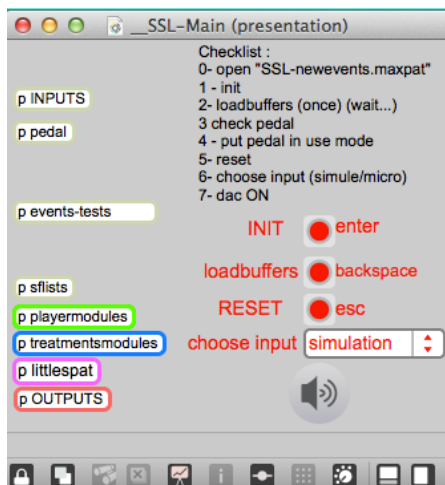 __SSL-Main (presentation)
Checklist :
0- open "SSL-newevents.maxpat"
1 - init
2- loadbuffers (once) (wait...)
3 check pedal
4 - put pedal in use mode
5- reset
6- choose input (simule/micro)
7- dac ON
p INPUTS
p pedal
p events-tests
p sflists
p playermodules
p treatmentsmodules
p littlespat
p OUTPUTS
INIT enter
loadbuffers backspace
RESET esc
choose input simulation